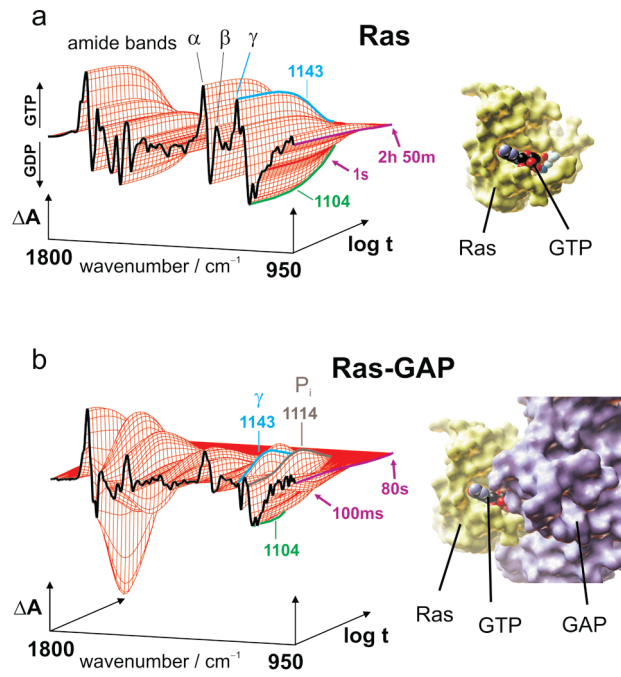 a
Ras
amide bands
α
β
γ
1143
GTP
GDP
2h 50m
1s
1104
ΔA
log t
1800
wavenumber / cm⁻¹
950
Ras
GTP
b
Ras-GAP
Pᵢ
γ
1114
1143
80s
100ms
1104
ΔA
log t
1800
wavenumber / cm⁻¹
950
Ras
GTP
GAP